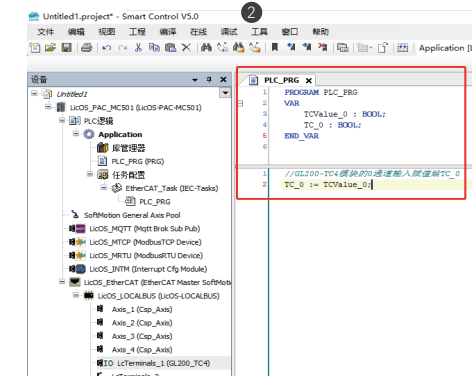 2
Untitled1.project* - Smart Control V5.0
文件 编辑 视图 工程 编译 在线 调试 工具 窗口 帮助
Application [L
设备
PLC_PRG
Untitled1
LicOS_PAC_MC501 (LicOS-PAC-MC501)
PLC逻辑
Application
库管理器
PLC_PRG (PRG)
任务配置
EtherCAT_Task (IEC-Tasks)
PLC_PRG
SoftMotion General Axis Pool
LicOS_MQTT (Mqtt Brok Sub Pub)
LicOS_MTCP (ModbusTCP Device)
LicOS_MRTU (ModbusRTU Device)
LicOS_INTM (Interrupt Cfg Module)
LicOS_EtherCAT (EtherCAT Master SoftMoti
LicOS_LOCALBUS (LicOS-LOCALBUS)
Axis_1 (Csp_Axis)
Axis_2 (Csp_Axis)
Axis_3 (Csp_Axis)
Axis_4 (Csp_Axis)
IO LcTerminals_1 (GL200_TC4)
1 PROGRAM PLC_PRG
2 VAR
3 TCValue_0 : BOOL;
4 TC_0 : BOOL;
5 END_VAR
6
1 //GL200-TC4模块的0通道输入赋值给TC_0
2 TC_0 := TCValue_0;